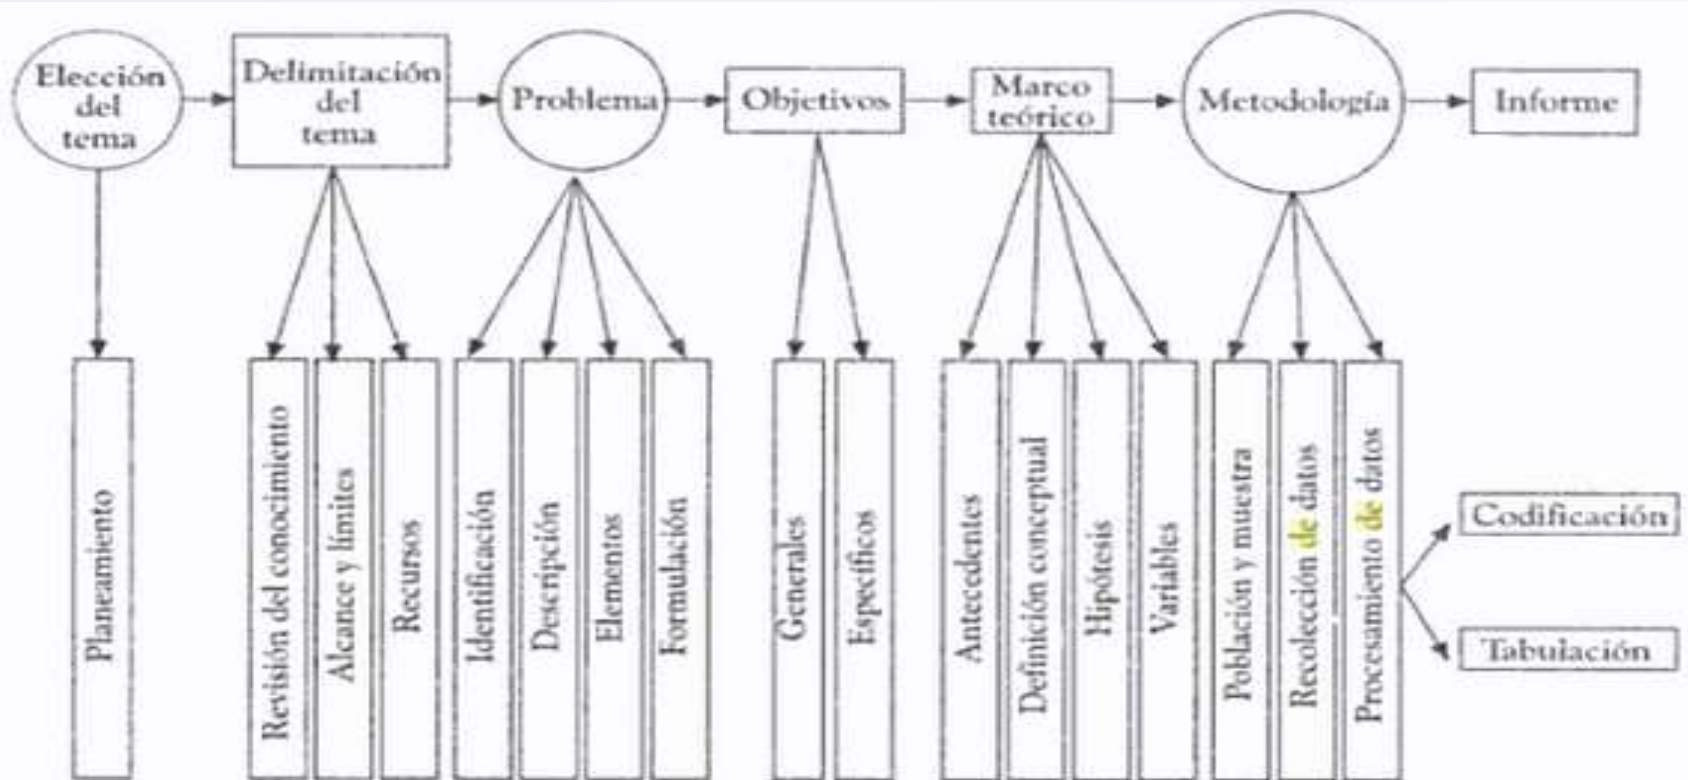 Elección
del
tema
Delimitación
del
tema
Problema
Objetivos
Marco
teórico
Metodología
Informe
Planeamiento
Revisión del conocimiento
Alcance y límites
Recursos
Identificación
Descripción
Elementos
Formulación
Generales
Específicos
Antecedentes
Definición conceptual
Hipótesis
Variables
Población y muestra
Recolección de datos
Procesamiento de datos
Codificación
Tabulación